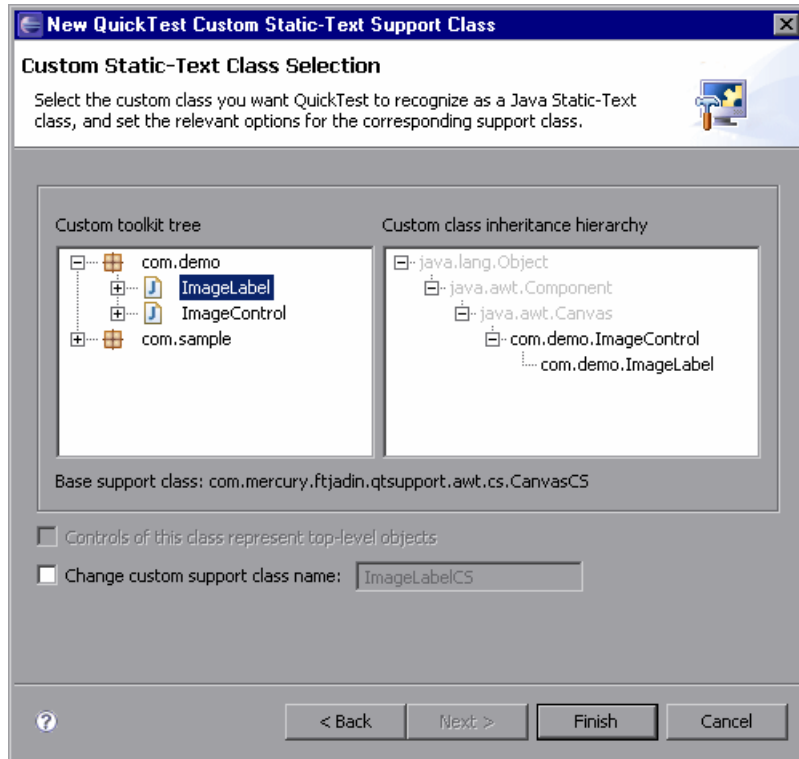 New QuickTest Custom Static-Text Support Class
Custom Static-Text Class Selection
Select the custom class you want QuickTest to recognize as a Java Static-Text
class, and set the relevant options for the corresponding support class.
Custom toolkit tree
com.demo
ImageLabel
ImageControl
com.sample
Custom class inheritance hierarchy
java.lang.Object
java.awt.Component
java.awt.Canvas
com.demo.ImageControl
com.demo.ImageLabel
Base support class: com.mercury.ftjadin.qtsupport.awt.cs.CanvasCS
Controls of this class represent top-level objects
Change custom support class name: ImageLabelCS
< Back Next > Finish Cancel